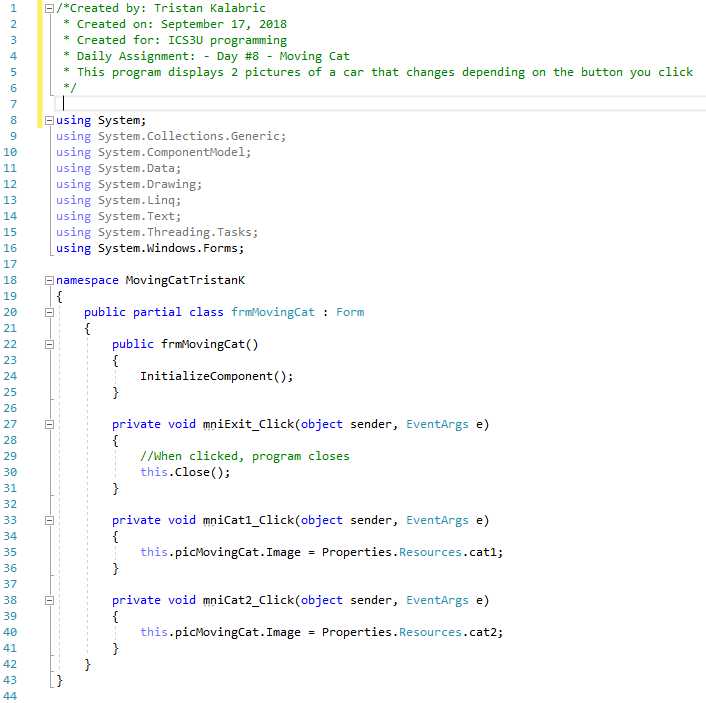 1 /*Created by: Tristan Kalabric
2  * Created on: September 17, 2018
3  * Created for: ICS3U programming
4  * Daily Assignment: - Day #8 - Moving Cat
5  * This program displays 2 pictures of a car that changes depending on the button you click
6  */
7
8 using System;
9 using System.Collections.Generic;
10 using System.ComponentModel;
11 using System.Data;
12 using System.Drawing;
13 using System.Linq;
14 using System.Text;
15 using System.Threading.Tasks;
16 using System.Windows.Forms;
17
18 namespace MovingCatTristanK
19 {
20     public partial class frmMovingCat : Form
21     {
22         public frmMovingCat()
23         {
24             InitializeComponent();
25         }
26
27         private void mniExit_Click(object sender, EventArgs e)
28         {
29             //When clicked, program closes
30             this.Close();
31         }
32
33         private void mniCat1_Click(object sender, EventArgs e)
34         {
35             this.picMovingCat.Image = Properties.Resources.cat1;
36         }
37
38         private void mniCat2_Click(object sender, EventArgs e)
39         {
40             this.picMovingCat.Image = Properties.Resources.cat2;
41         }
42     }
43 }
44